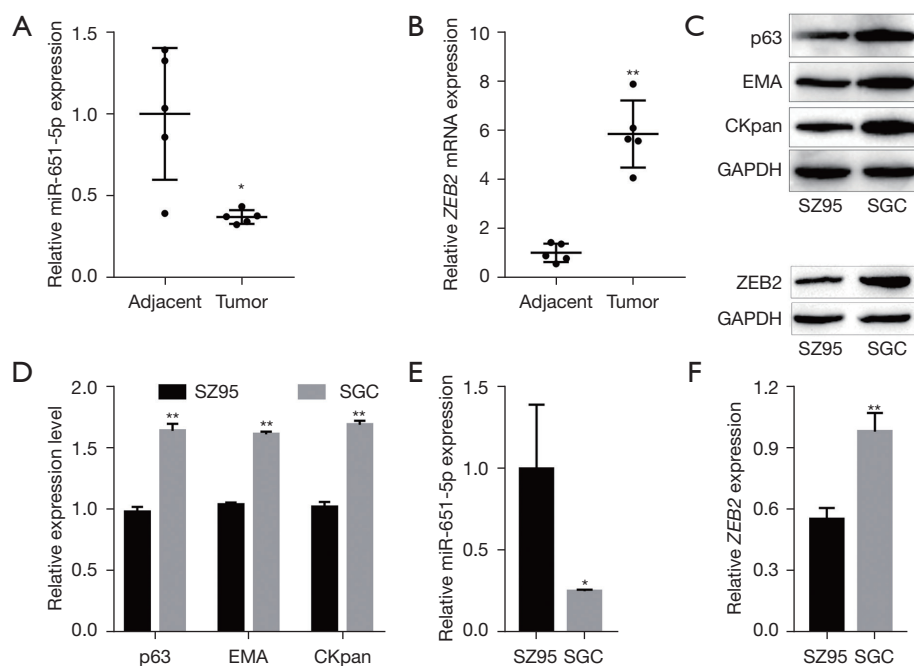 A
Relative miR-651-5p expression
1.5
1.0
0.5
0.0
*
Adjacent Tumor
B
Relative ZEB2 mRNA expression
10
8
6
4
2
0
**
Adjacent Tumor
C
p63
EMA
CKpan
GAPDH
SZ95 SGC
ZEB2
GAPDH
SZ95 SGC
D
SZ95 SGC
Relative expression level
2.0
1.5
1.0
0.5
0.0
** ** **
p63 EMA CKpan
E
Relative miR-651-5p expression
1.5
1.0
0.5
0.0
*
SZ95 SGC
F
Relative ZEB2 expression
1.2
0.9
0.6
0.3
0.0
**
SZ95 SGC